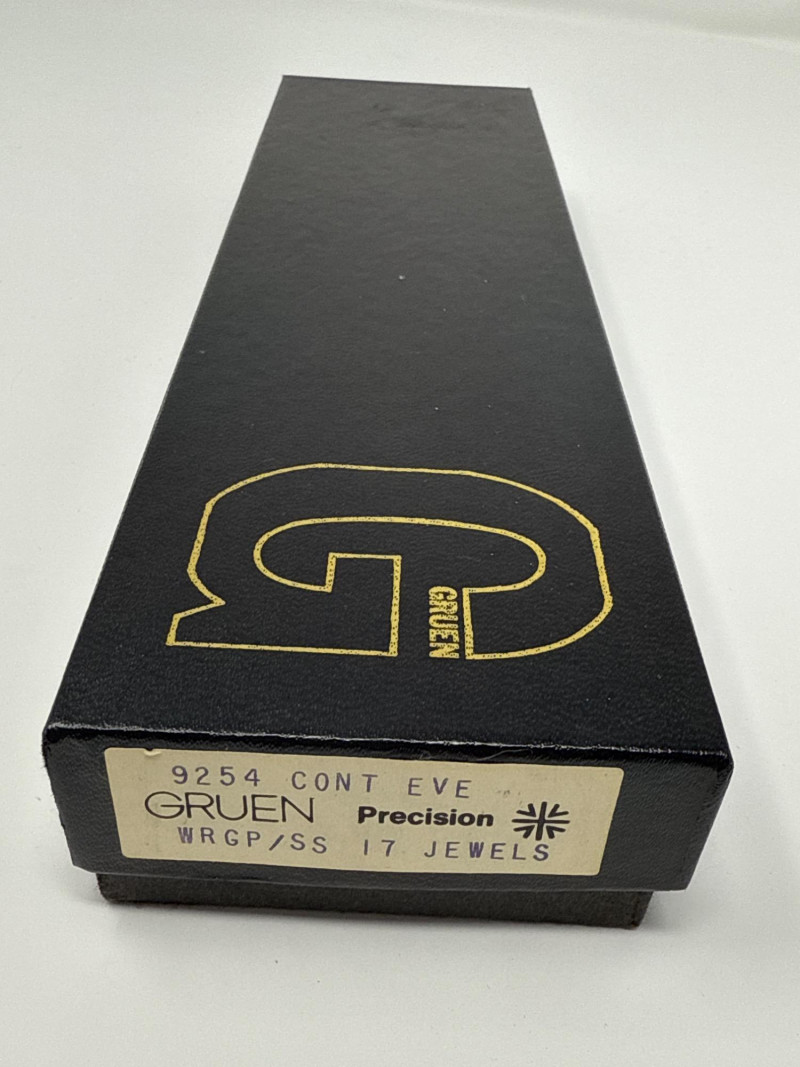 G
GRUEN
9254 CONT EVE
GRUEN Precision
WRGP/SS 17 JEWELS